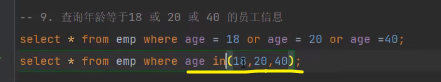 -- 9. 查询年龄等于18 或 20 或 40 的员工信息
select * from emp where age = 18 or age = 20 or age =40;
select * from emp where age in(18,20,40);